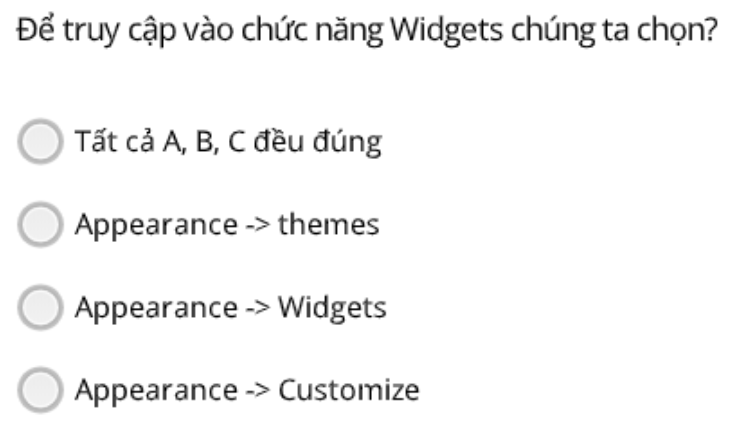 Để truy cập vào chức năng Widgets chúng ta chọn?
Tất cả A, B, C đều đúng
Appearance -> themes
Appearance -> Widgets
Appearance -> Customize